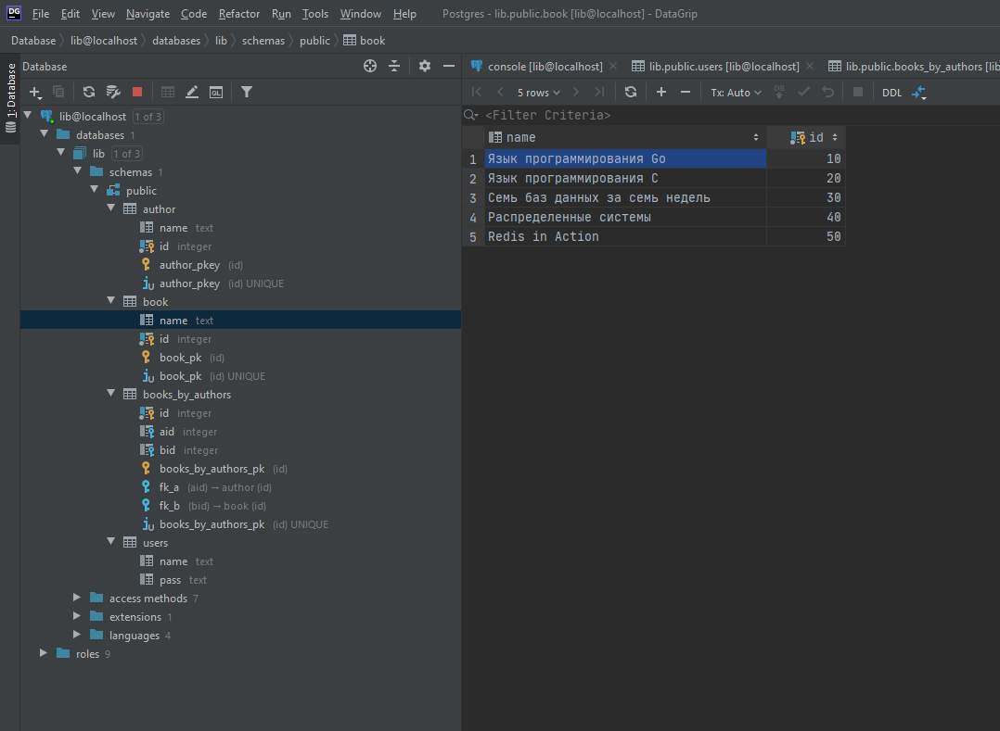 DG File Edit View Navigate Code Refactor Run Tools Window Help Postgres - lib.public.book [lib@localhost] - DataGrip
Database lib@localhost databases lib schemas public book
1: Database
Database
lib@localhost 1 of 3
databases 1
lib 1 of 3
schemas 1
public
author
name text
id integer
author_pkey (id)
author_pkey (id) UNIQUE
book
name text
id integer
book_pk (id)
book_pk (id) UNIQUE
books_by_authors
id integer
aid integer
bid integer
books_by_authors_pk (id)
fk_a (aid) → author (id)
fk_b (bid) → book (id)
books_by_authors_pk (id) UNIQUE
users
name text
pass text
access methods 7
extensions 1
languages 4
roles 9
console [lib@localhost] lib.public.users [lib@localhost] lib.public.books_by_authors [lib
5 rows Tx: Auto DB DDL
<Filter Criteria>
name id
1 Язык программирования Go 10
2 Язык программирования C 20
3 Семь баз данных за семь недель 30
4 Распределенные системы 40
5 Redis in Action 50